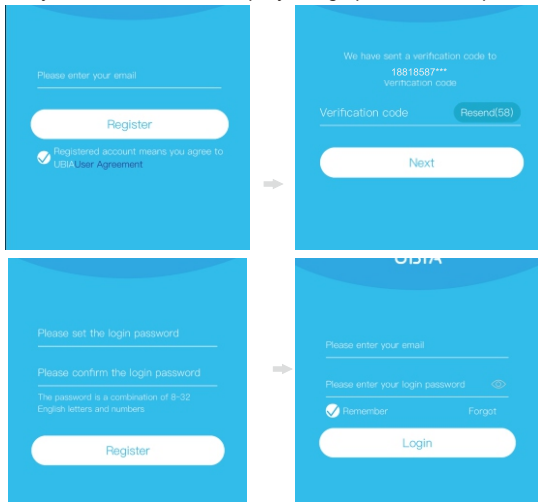 Please enter your email
Register
Registered account means you agree to
UBIAUser Agreement
We have sent a verification code to
18818587***
Verification code
Verification code
Resend(58)
Next
Please set the login password
Please confirm the login password
The password is a combination of 8-32
English letters and numbers
Register
UBIA
Please enter your email
Please enter your login password
Remember
Forgot
Login